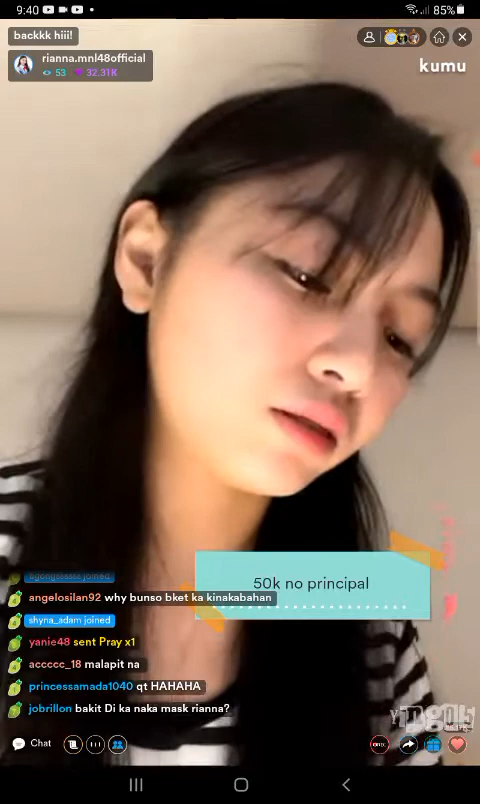 9:40
85%
backkk hiii!
rianna.mnl48official
53 32.31K
kumu
50k no principal
joined
angelosilan92 why bunso bket ka kinakabahan
shyna_adam joined
yanie48 sent Pray x1
accccc_18 malapit na
princessamada1040 qt HAHAHA
jobrillon bakit Di ka naka mask rianna?
Chat